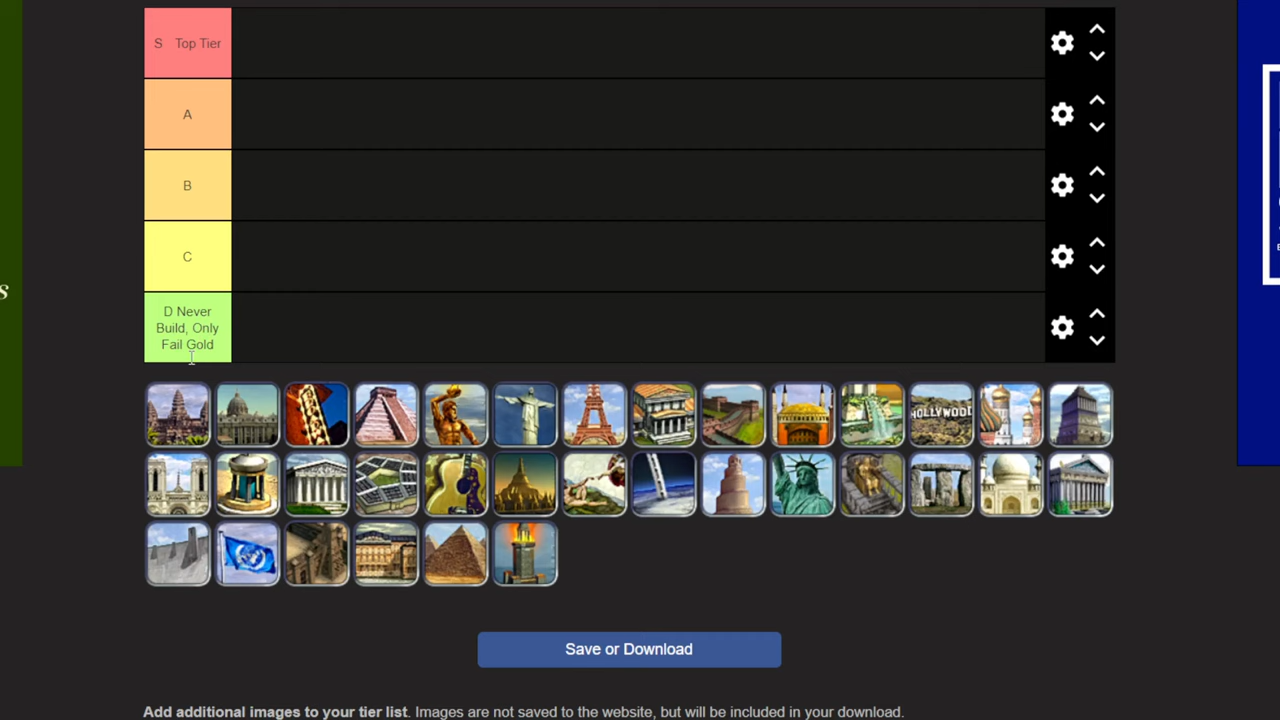 S Top Tier
A
B
C
D Never
Build, Only
Fail Gold
s
HOLLYWOOD
Save or Download
Add additional images to your tier list. Images are not saved to the website, but will be included in your download.